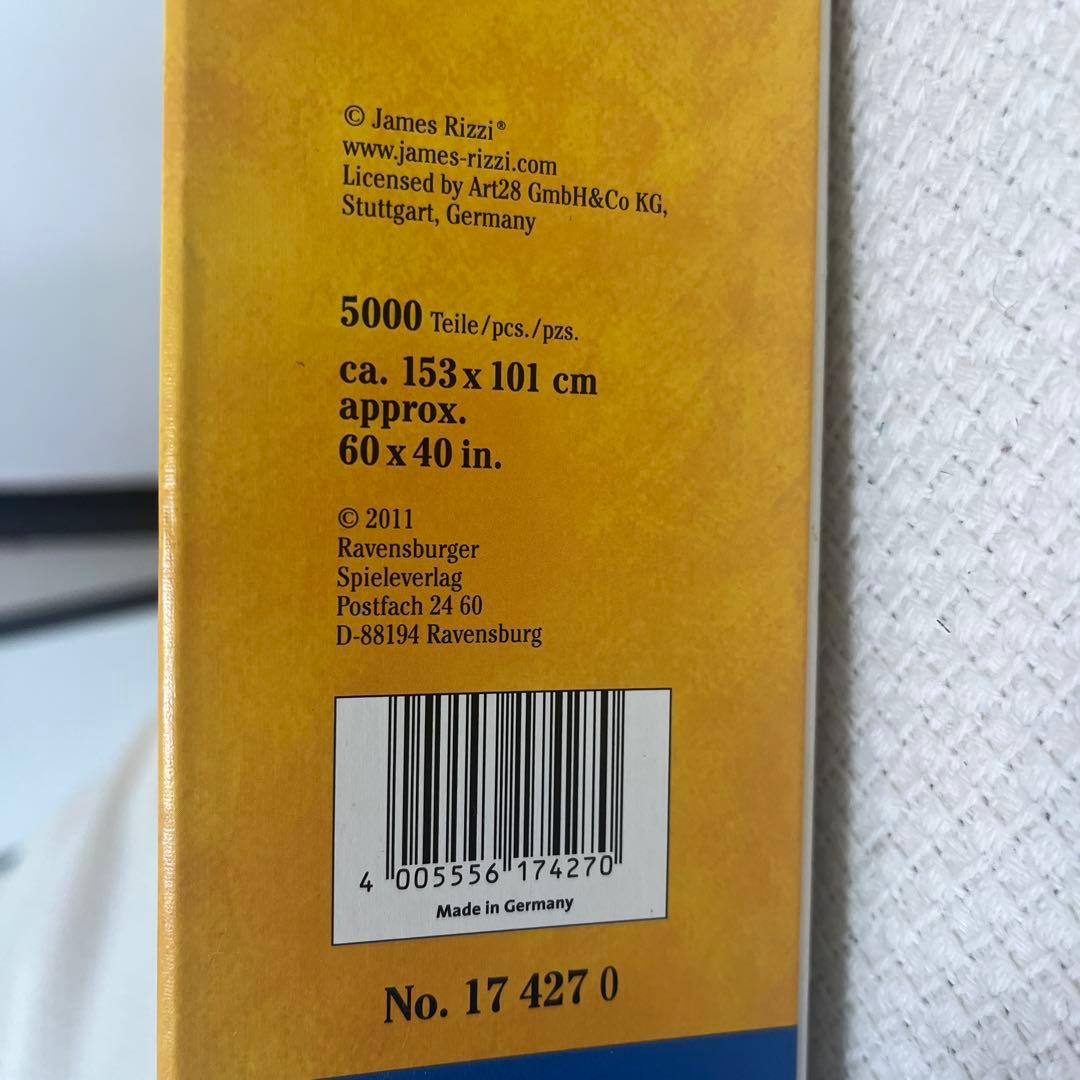 © James Rizzi®
www.james-rizzi.com
Licensed by Art28 GmbH&Co KG,
Stuttgart, Germany
5000 Teile/pcs./pzs.
ca. 153 x 101 cm
approx.
60 x 40 in.
© 2011
Ravensburger
Spieleverlag
Postfach 24 60
D-88194 Ravensburg
4 005556 174270
Made in Germany
No. 17 427 0